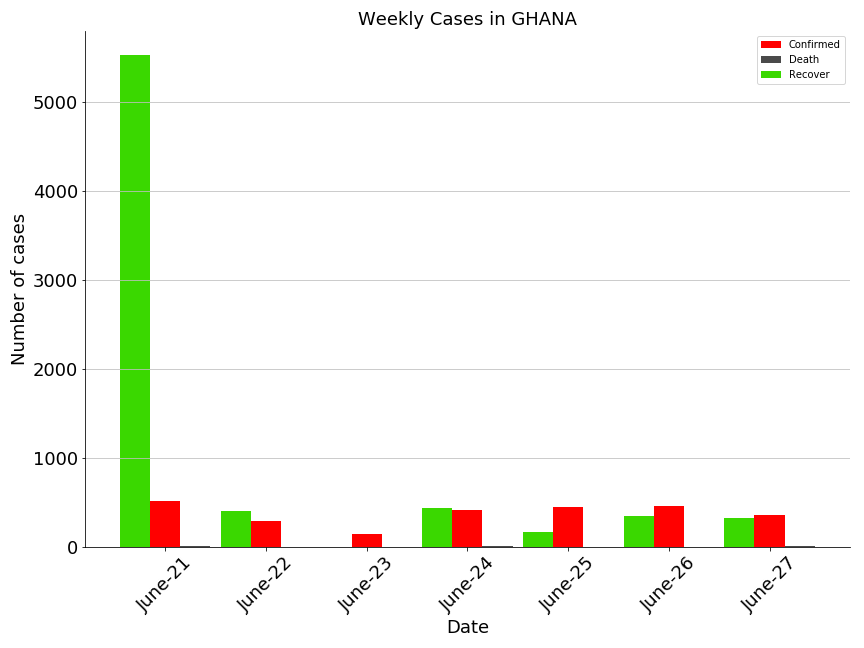 Weekly Cases in GHANA
Confirmed
Death
Recover
Number of cases
5000
4000
3000
2000
1000
0
June-21
June-22
June-23
June-24
June-25
June-26
June-27
Date